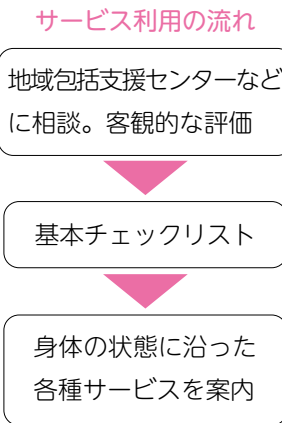 サービス利用の流れ
地域包括支援センターなど
に相談。客観的な評価
基本チェックリスト
身体の状態に沿った
各種サービスを案内